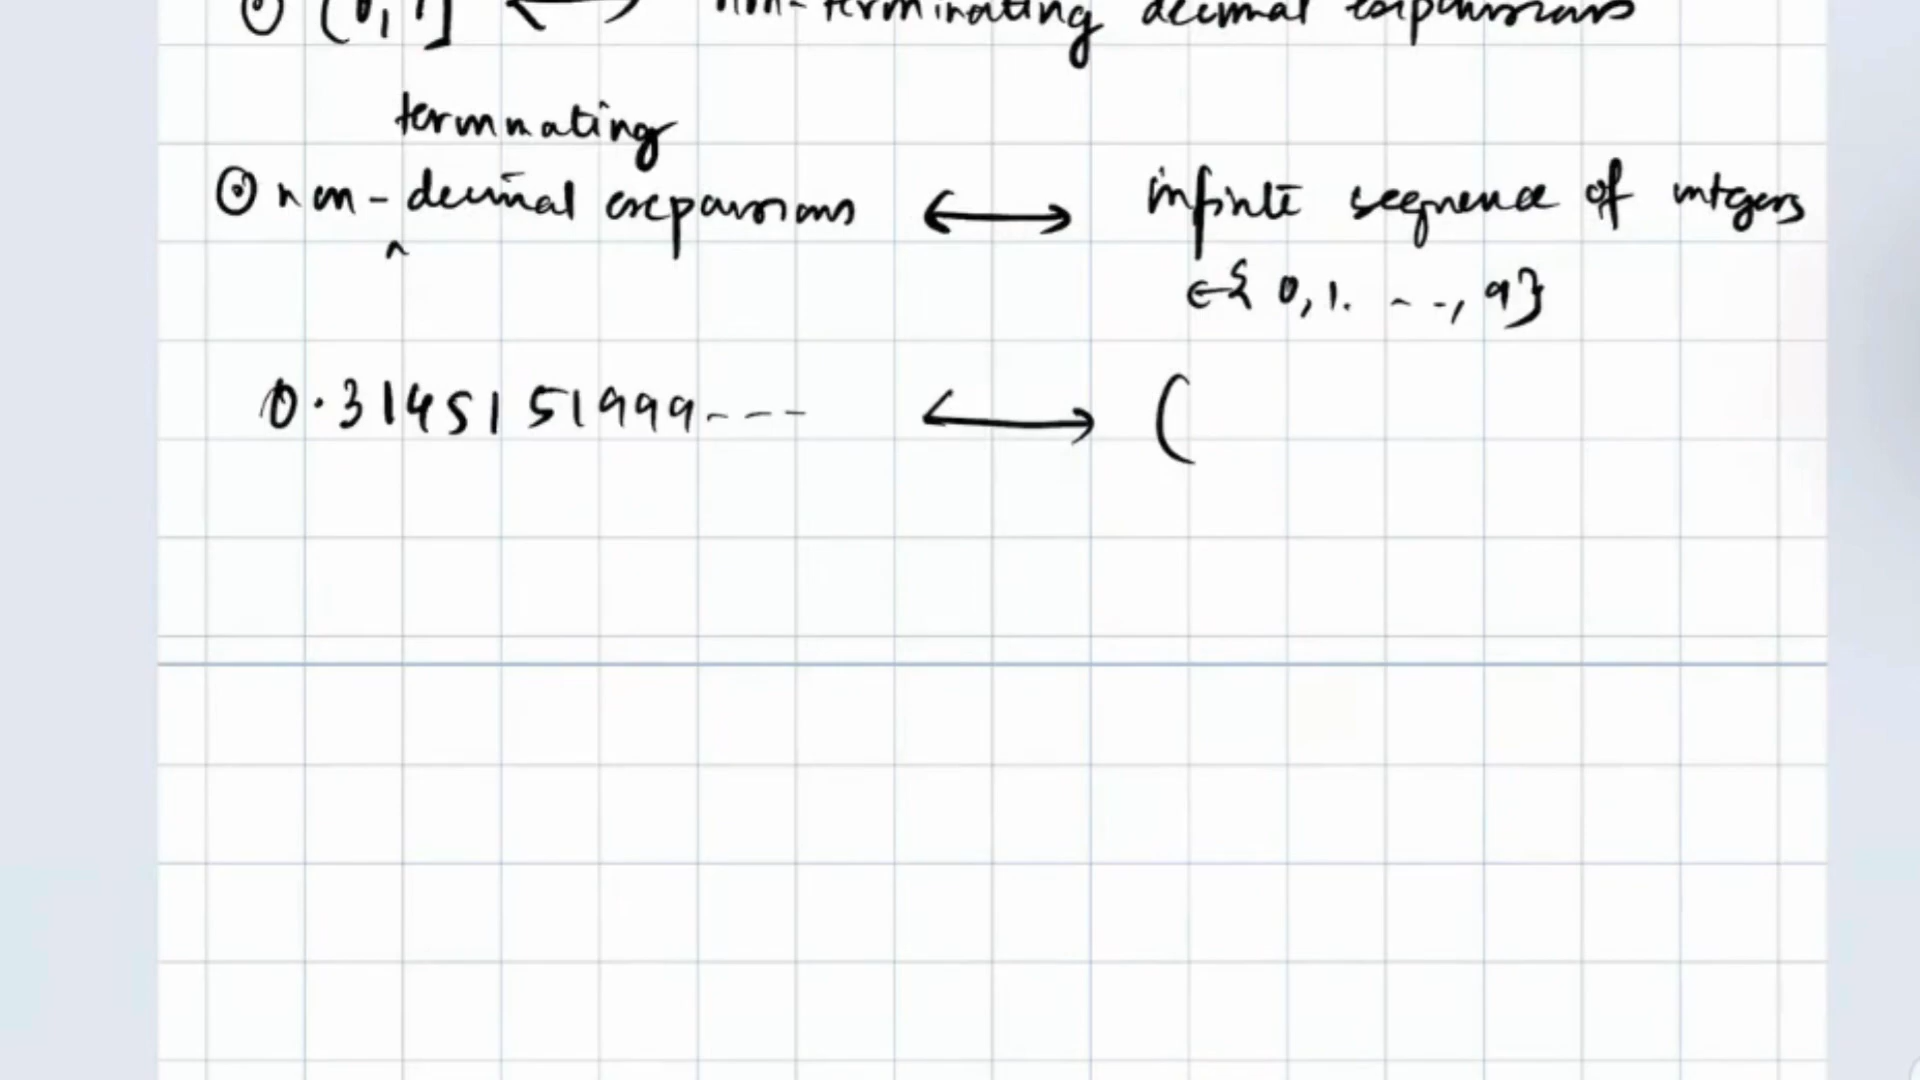 ⊙ (0,1] ⟷ non-terminating decimal expansions
terminating
⊙ non-decimal expansions ⟷ infinite sequence of integers
^
∈{ 0,1. - --, 9}
0.3145151999--- ⟷ (